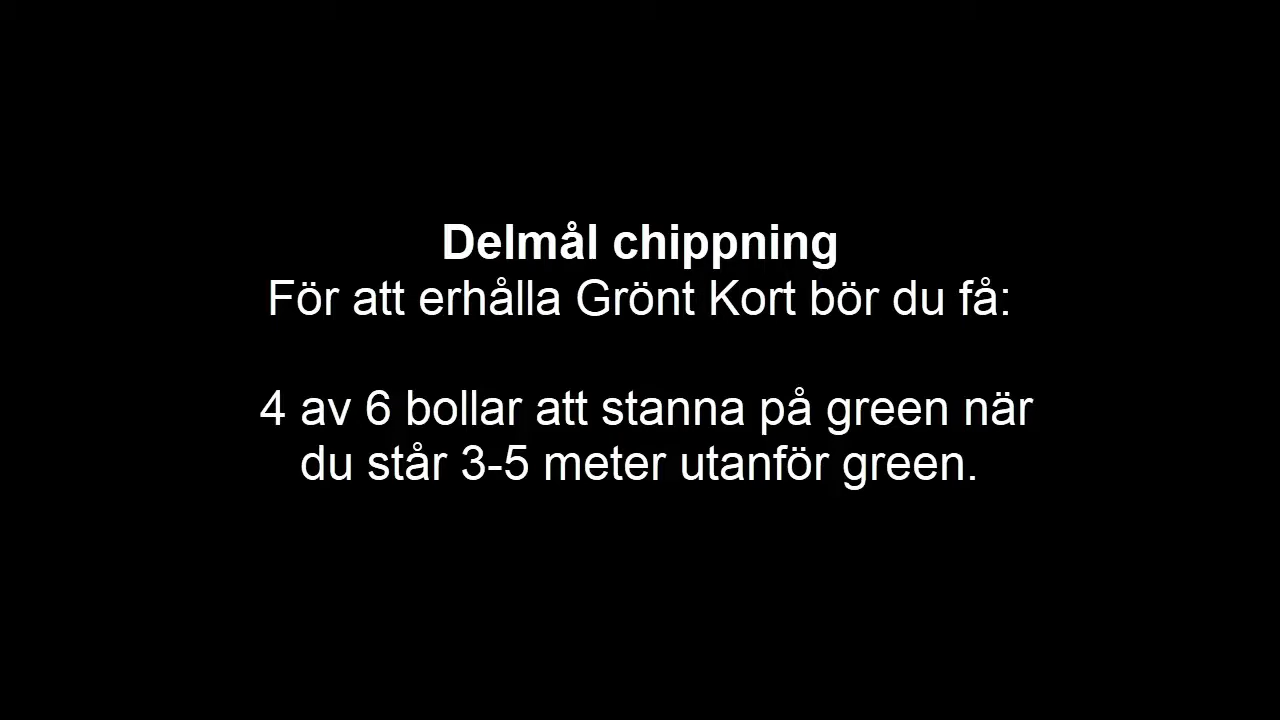 Delmål chippning
För att erhålla Grönt Kort bör du få:
4 av 6 bollar att stanna på green när
du står 3-5 meter utanför green.